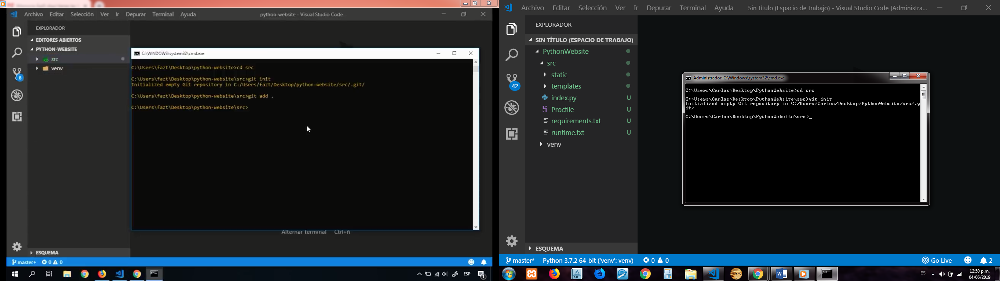 Archivo Editar Selección Ver Ir Depurar Terminal Ayuda python-website - Visual Studio Code
EXPLORADOR
EDITORES ABIERTOS
PYTHON-WEBSITE
src
venv
8
C:\WINDOWS\system32\cmd.exe
C:\Users\fazt\Desktop\python-website>cd src
C:\Users\fazt\Desktop\python-website\src>git init
Initialized empty Git repository in C:/Users/fazt/Desktop/python-website/src/.git/
C:\Users\fazt\Desktop\python-website\src>git add .
C:\Users\fazt\Desktop\python-website\src>
Alternar terminal Ctrl+ñ
ESQUEMA
master+ 0 0
ESP
1
Archivo Editar Selección Ver Ir Depurar Terminal Ayuda Sin título (Espacio de trabajo) - Visual Studio Code [Administra...
EXPLORADOR
SIN TÍTULO (ESPACIO DE TRABAJO)
PythonWebsite
src
static
templates
42
index.py U
Procfile U
requirements.txt U
runtime.txt U
venv
Administrador: C:\Windows\system32\cmd.exe
C:\Users\Carlos\Desktop\PythonWebsite>cd src
C:\Users\Carlos\Desktop\PythonWebsite\src>git init
Initialized empty Git repository in C:/Users/Carlos/Desktop/PythonWebsite/src/.g
it/
C:\Users\Carlos\Desktop\PythonWebsite\src>_
ESQUEMA
master* Python 3.7.2 64-bit ('venv': venv) 0 0 Go Live 2
2011
ES
12:50 p.m.
04/06/2019